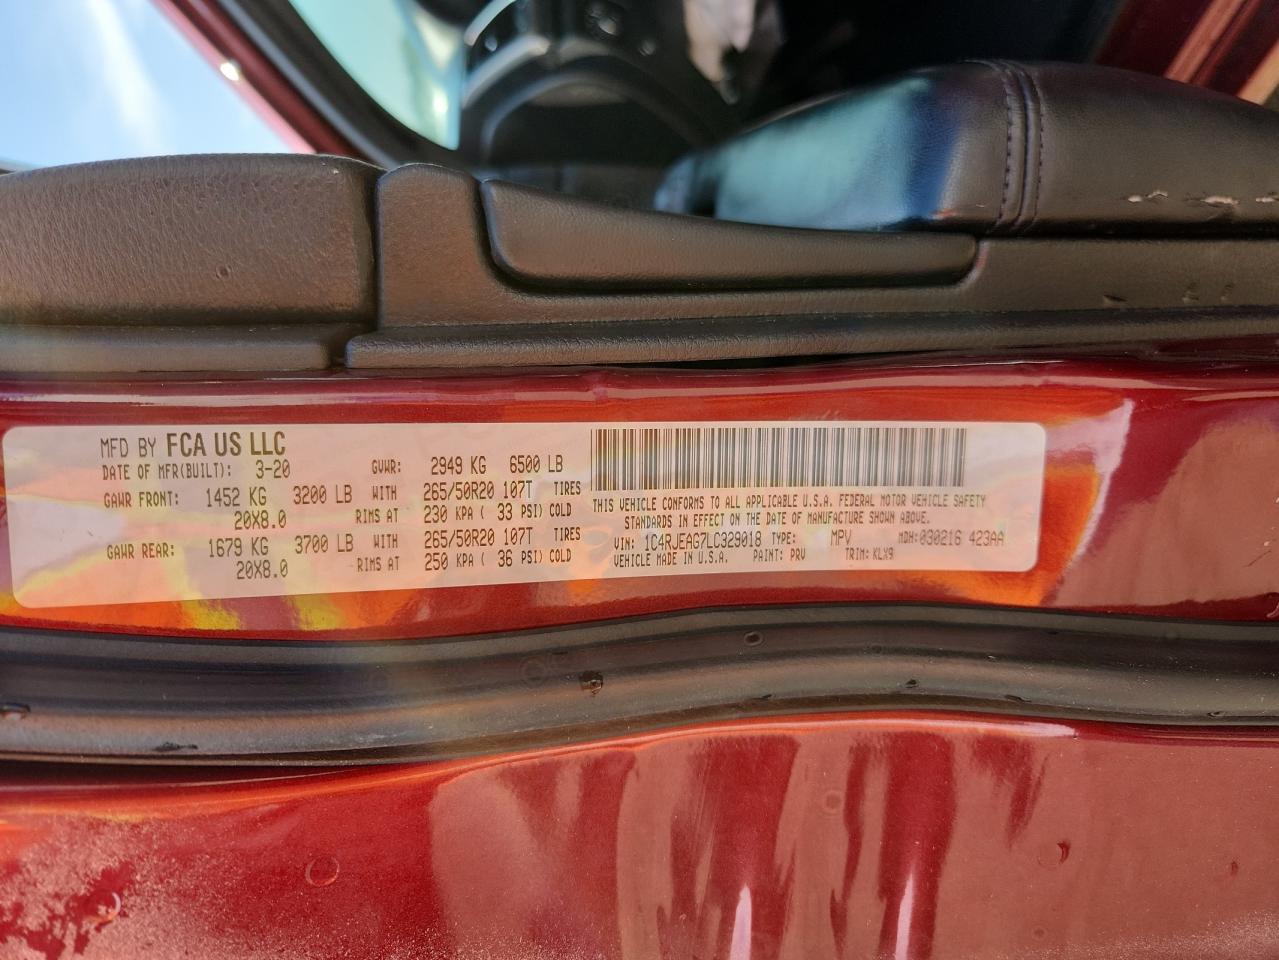 MFD BY FCA US LLC
DATE OF MFR(BUILT): 3-20 GVWR: 2949 KG 6500 LB
GAWR FRONT: 1452 KG 3200 LB WITH 265/50R20 107T TIRES
20X8.0 RIMS AT 230 KPA ( 33 PSI) COLD
GAWR REAR: 1679 KG 3700 LB WITH 265/50R20 107T TIRES
20X8.0 RIMS AT 250 KPA ( 36 PSI) COLD
THIS VEHICLE CONFORMS TO ALL APPLICABLE U.S.A. FEDERAL MOTOR VEHICLE SAFETY
STANDARDS IN EFFECT ON THE DATE OF MANUFACTURE SHOWN ABOVE.
VIN: 1C4RJEAG7LC329018 TYPE: MPV MDH: 030216 423AA
VEHICLE MADE IN U.S.A. PAINT: PRV TRIM: KLX9